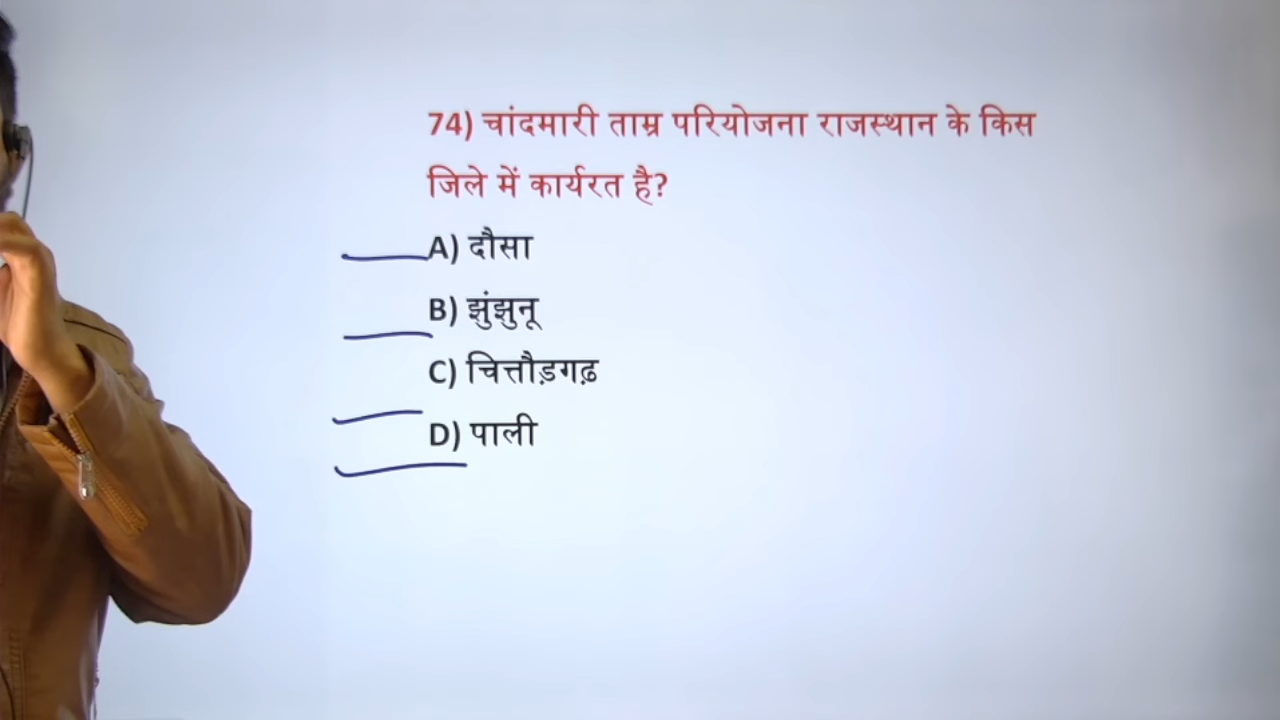 74) चांदमारी ताम्र परियोजना राजस्थान के किस
जिले में कार्यरत है?
A) दौसा
B) झुंझुनू
C) चित्तौड़गढ़
D) पाली